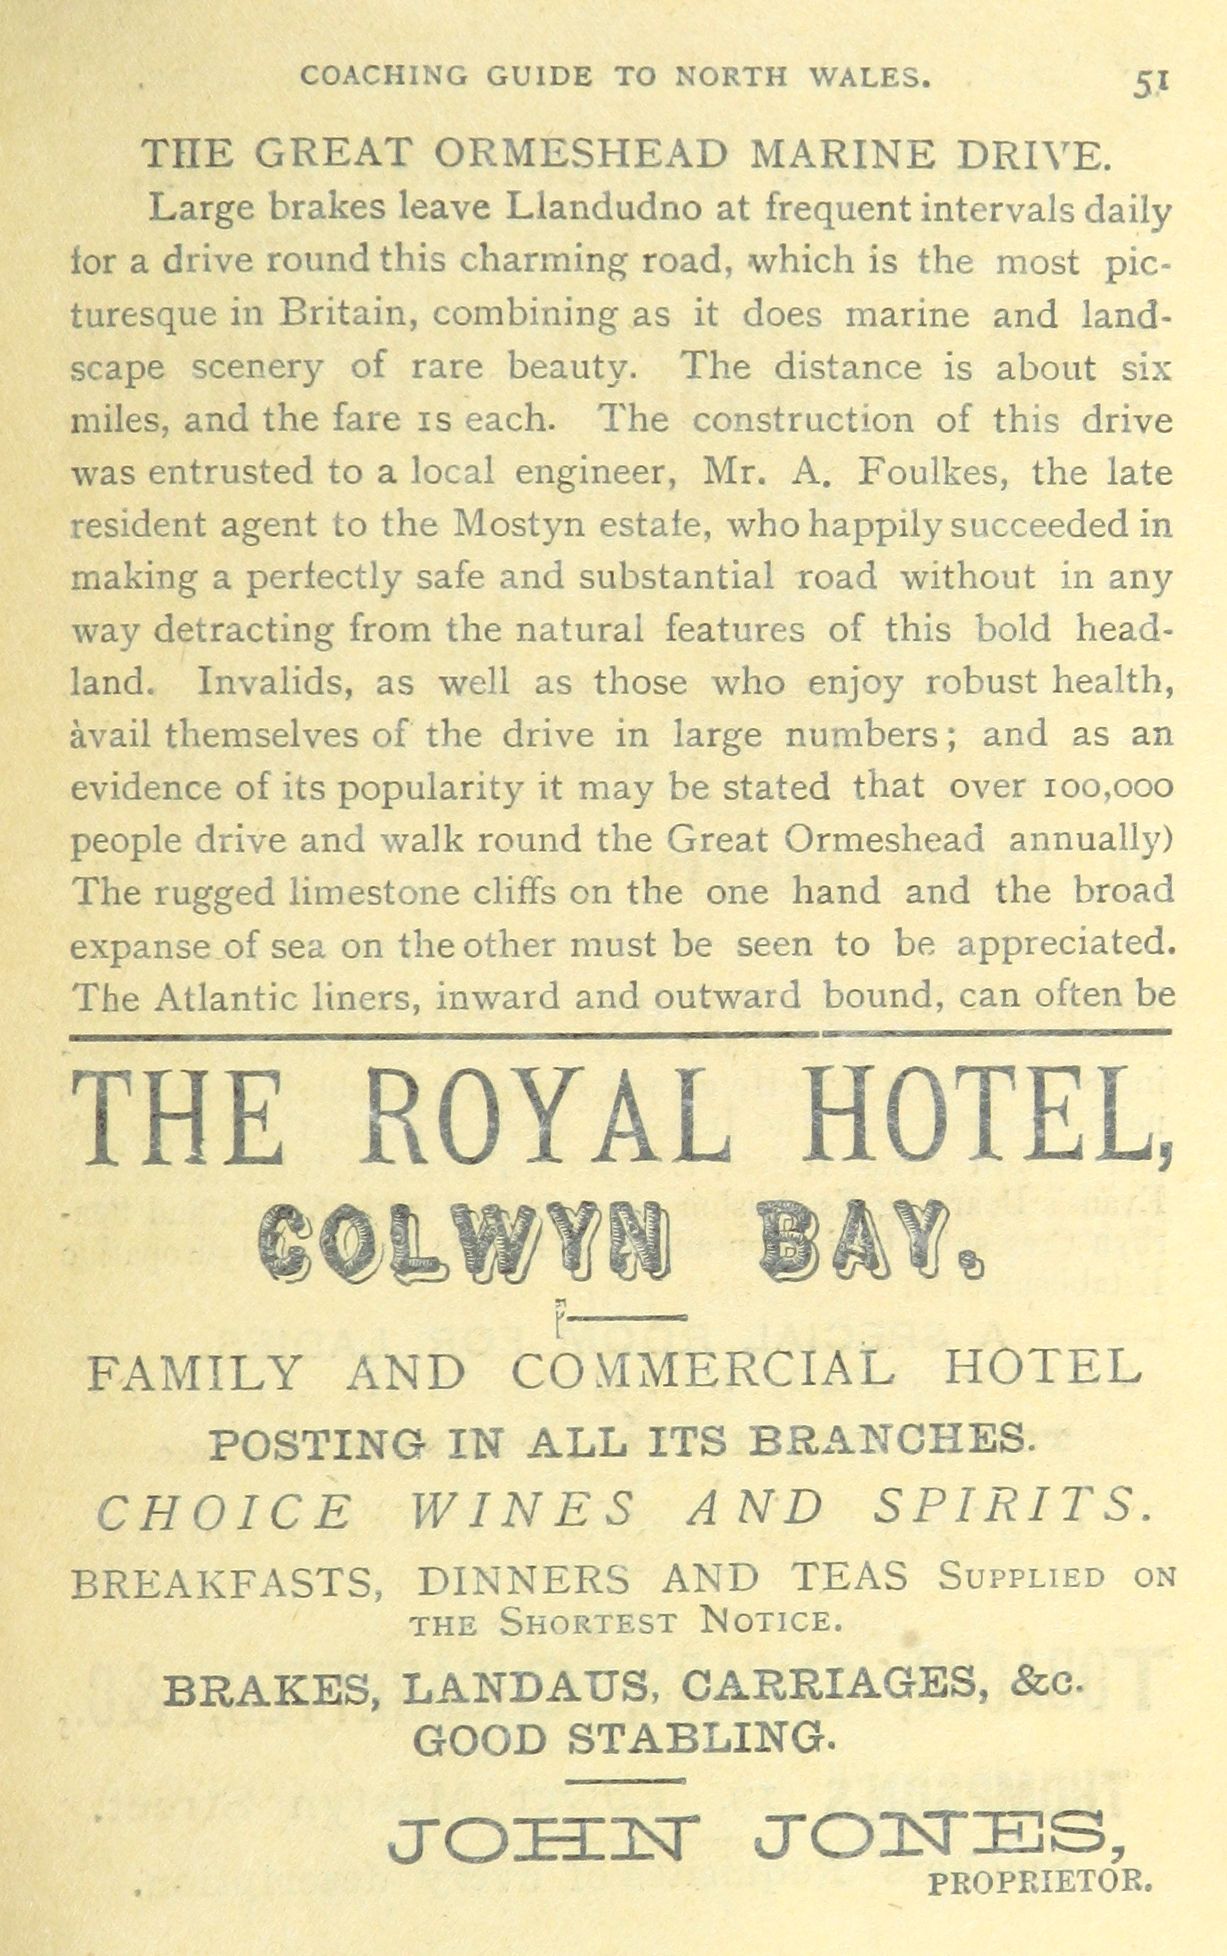 COACHING GUIDE TO NORTH WALES. 51
THE GREAT ORMESHEAD MARINE DRIVE.
Large brakes leave Llandudno at frequent intervals daily
for a drive round this charming road, which is the most pic-
turesque in Britain, combining as it does marine and land-
scape scenery of rare beauty. The distance is about six
miles, and the fare 1s each. The construction of this drive
was entrusted to a local engineer, Mr. A. Foulkes, the late
resident agent to the Mostyn estate, who happily succeeded in
making a perfectly safe and substantial road without in any
way detracting from the natural features of this bold head-
land. Invalids, as well as those who enjoy robust health,
avail themselves of the drive in large numbers; and as an
evidence of its popularity it may be stated that over 100,000
people drive and walk round the Great Ormeshead annually)
The rugged limestone cliffs on the one hand and the broad
expanse of sea on the other must be seen to be appreciated.
The Atlantic liners, inward and outward bound, can often be
THE ROYAL HOTEL,
COLWYN BAY.
FAMILY AND COMMERCIAL HOTEL
POSTING IN ALL ITS BRANCHES.
CHOICE WINES AND SPIRITS.
BREAKFASTS, DINNERS AND TEAS SUPPLIED ON
THE SHORTEST NOTICE.
BRAKES, LANDAUS, CARRIAGES, &c.
GOOD STABLING.
JOHN JONES,
PROPRIETOR.